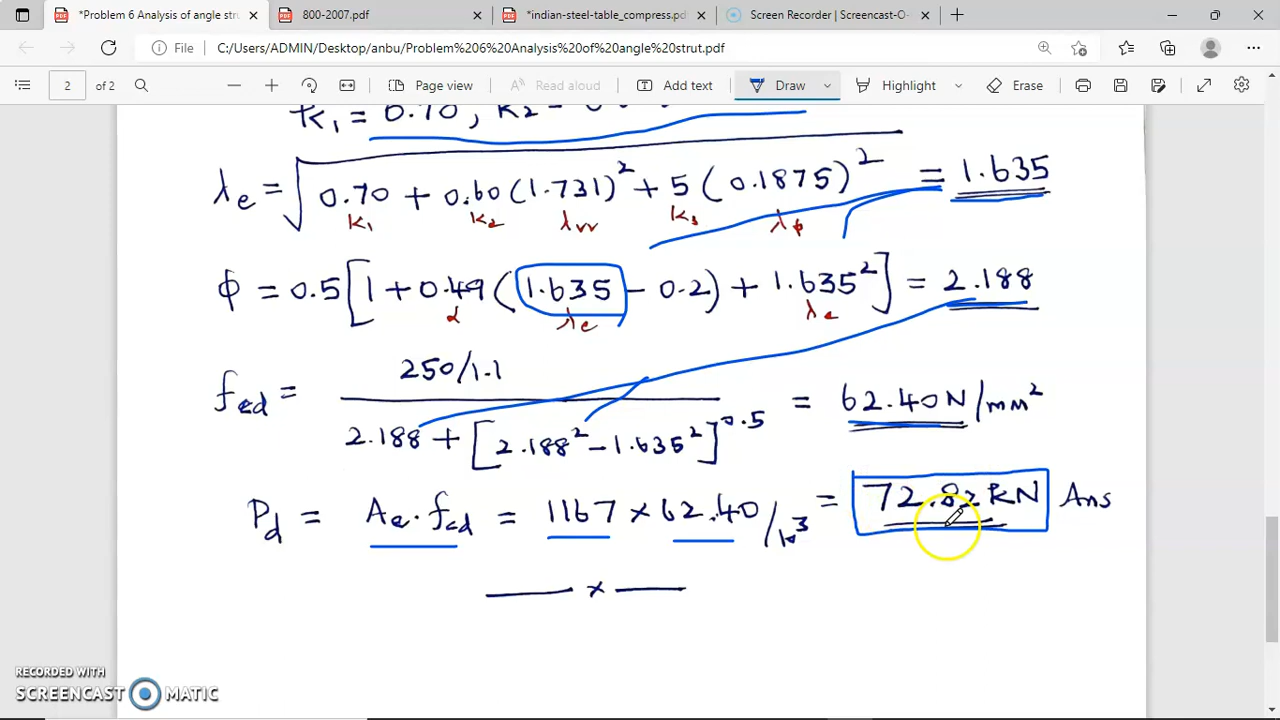 *Problem 6 Analysis of angle str
800-2007.pdf
*indian-steel-table_compress.pd
Screen Recorder | Screencast-O-
File C:/Users/ADMIN/Desktop/anbu/Problem%206%20Analysis%20of%20angle%20strut.pdf
2 of 2
Page view
Read aloud
Add text
Draw
Highlight
Erase
K₁ = 0.70, K₂ -
λe = √ 0.70 + 0.60 (1.731)² + 5 (0.1875)² = 1.635
K₁ K₂ λvv K₃ λϕ
ϕ = 0.5 [1 + 0.49 (1.635 - 0.2) + 1.635²] = 2.188
α λe λe
fcd = 250/1.1 / 2.188 + [2.188² - 1.635²]^0.5 = 62.40 N/mm²
Pd = Ae. fcd = 1167 × 62.40/10³ = 72.82 KN Ans
—— × ——
RECORDED WITH
SCREENCAST MATIC